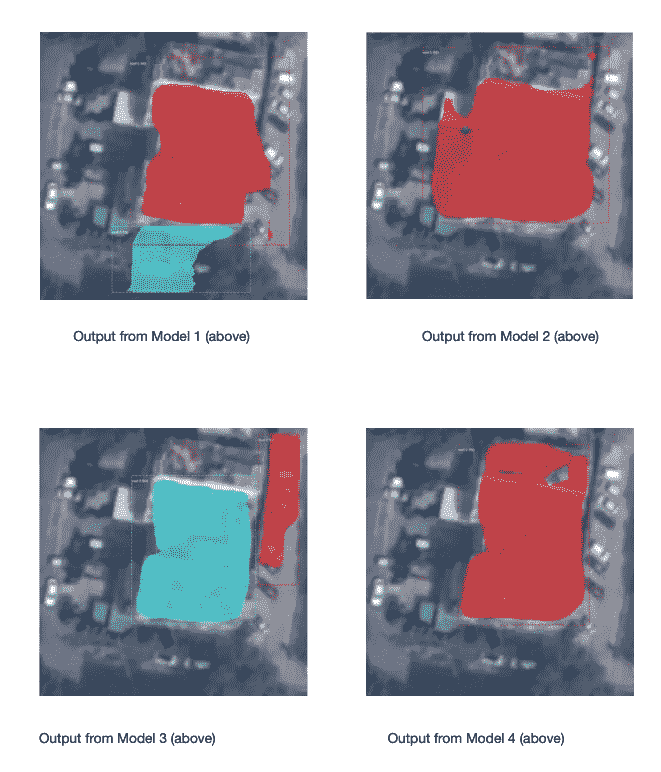 Output from Model 1 (above)
Output from Model 2 (above)
Output from Model 3 (above)
Output from Model 4 (above)